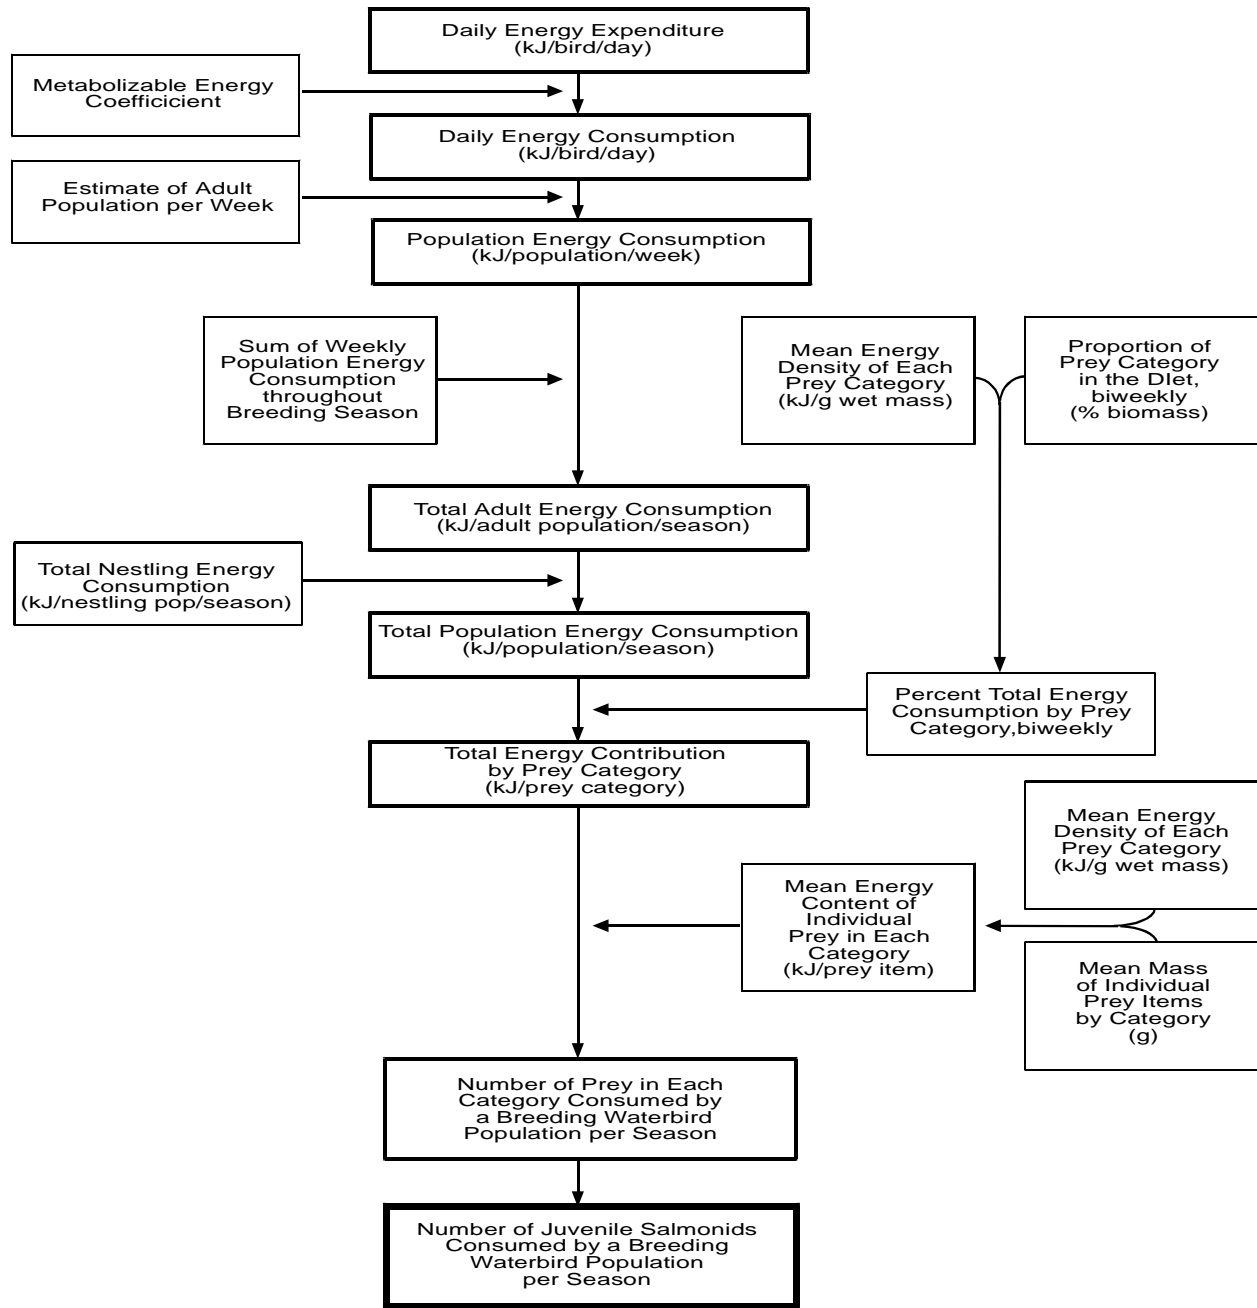 Daily Energy Expenditure
(kJ/bird/day)
Metabolizable Energy
Coefficicient
Daily Energy Consumption
(kJ/bird/day)
Estimate of Adult
Population per Week
Population Energy Consumption
(kJ/population/week)
Sum of Weekly
Population Energy
Consumption
throughout
Breeding Season
Mean Energy
Density of Each
Prey Category
(kJ/g wet mass)
Proportion of
Prey Category
in the DIet,
biweekly
(% biomass)
Total Adult Energy Consumption
(kJ/adult population/season)
Total Nestling Energy
Consumption
(kJ/nestling pop/season)
Total Population Energy Consumption
(kJ/population/season)
Percent Total Energy
Consumption by Prey
Category,biweekly
Total Energy Contribution
by Prey Category
(kJ/prey category)
Mean Energy
Density of Each
Prey Category
(kJ/g wet mass)
Mean Energy
Content of
Individual
Prey in Each
Category
(kJ/prey item)
Mean Mass
of Individual
Prey Items
by Category
(g)
Number of Prey in Each
Category Consumed by
a Breeding Waterbird
Population per Season
Number of Juvenile Salmonids
Consumed by a Breeding
Waterbird Population
per Season